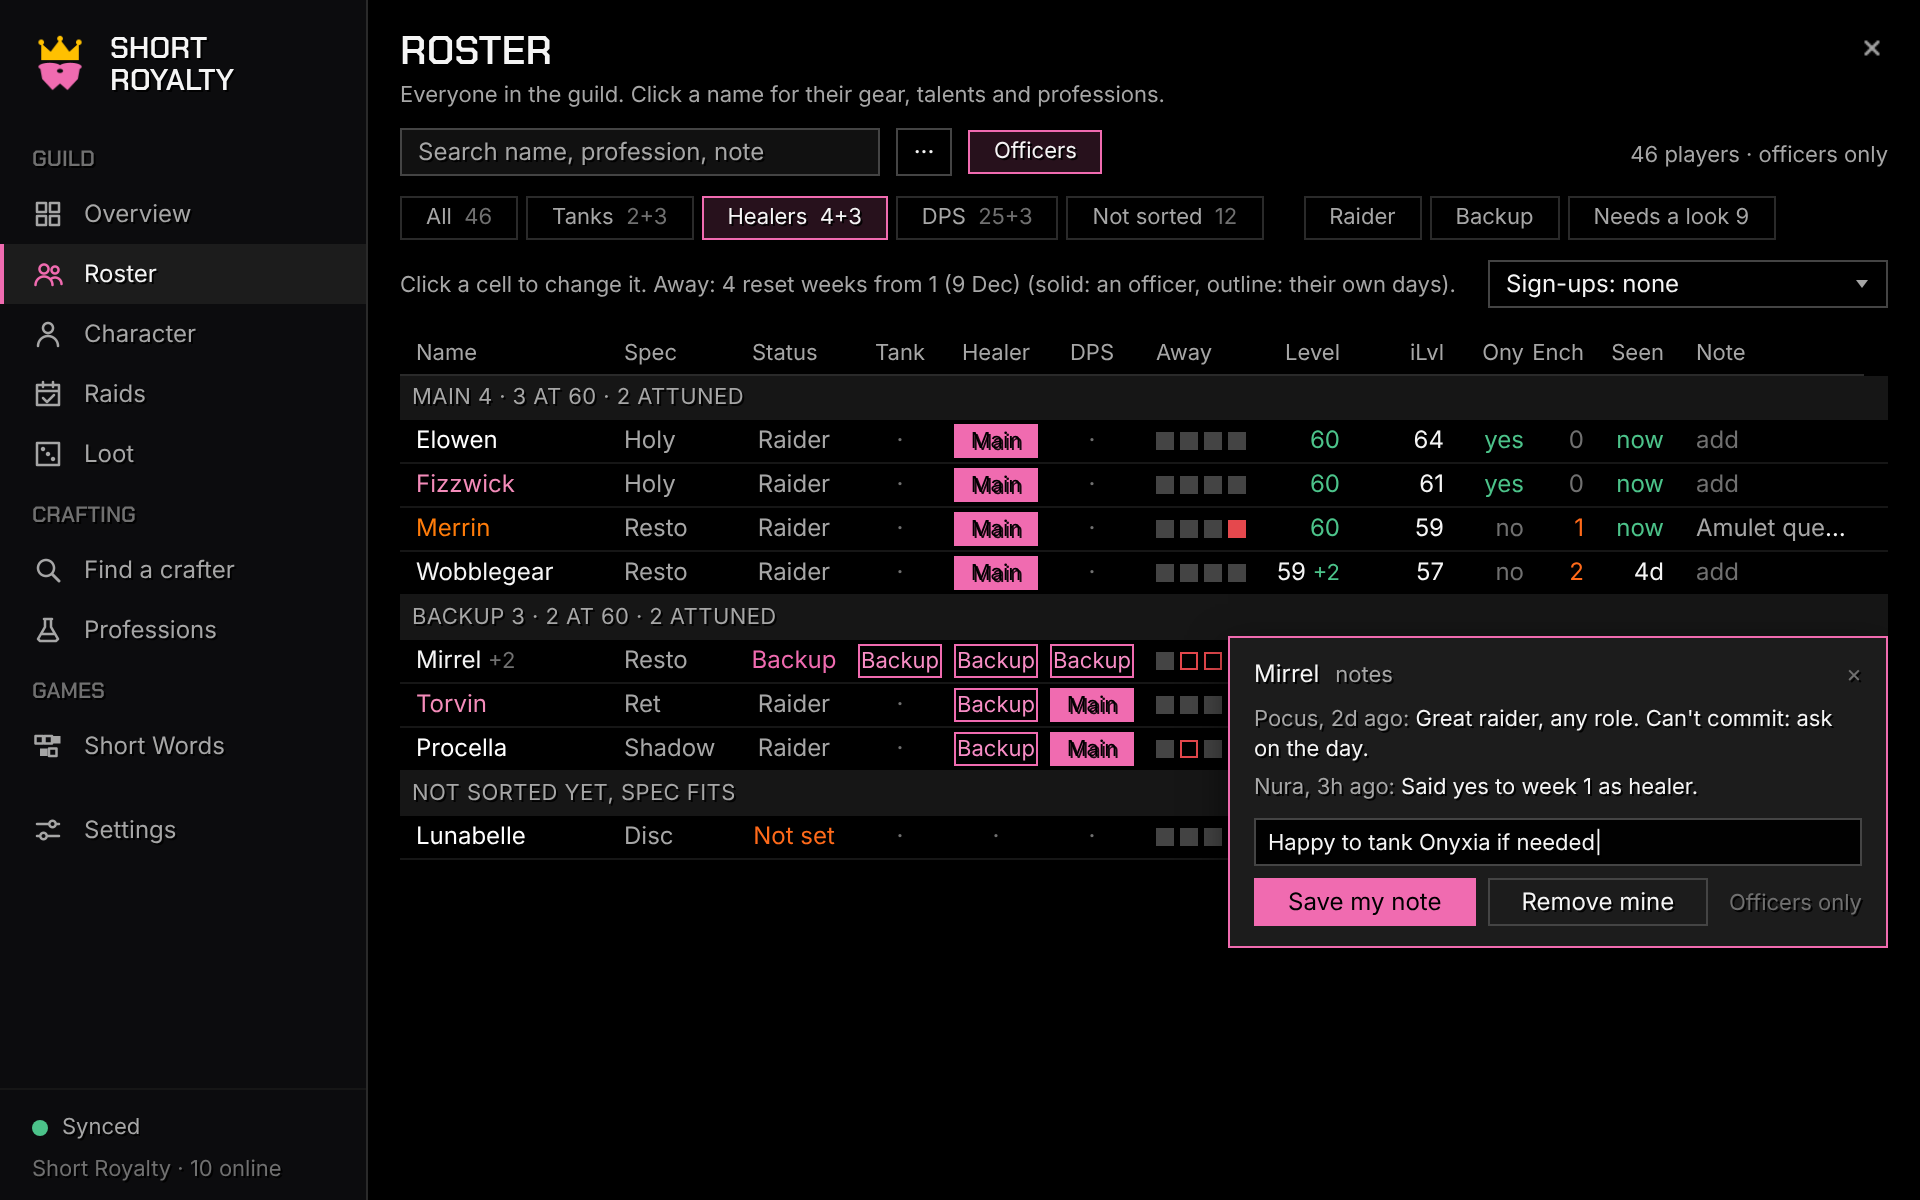 SHORT
ROYALTY
GUILD
Overview
Roster
Character
Raids
Loot
CRAFTING
Find a crafter
Professions
GAMES
Short Words
Settings
Synced
Short Royalty · 10 online
ROSTER
×
Everyone in the guild. Click a name for their gear, talents and professions.
Search name, profession, note ... Officers 46 players · officers only
All 46 Tanks 2+3 Healers 4+3 DPS 25+3 Not sorted 12 Raider Backup Needs a look 9
Click a cell to change it. Away: 4 reset weeks from 1 (9 Dec) (solid: an officer, outline: their own days). Sign-ups: none
Name Spec Status Tank Healer DPS Away Level iLvl Ony Ench Seen Note
MAIN 4 · 3 AT 60 · 2 ATTUNED
Elowen Holy Raider · Main · 60 64 yes 0 now add
Fizzwick Holy Raider · Main · 60 61 yes 0 now add
Merrin Resto Raider · Main · 60 59 no 1 now Amulet que...
Wobblegear Resto Raider · Main · 59 +2 57 no 2 4d add
BACKUP 3 · 2 AT 60 · 2 ATTUNED
Mirrel +2 Resto Backup Backup Backup Backup
Torvin Ret Raider · Backup Main
Procella Shadow Raider · Backup Main
NOT SORTED YET, SPEC FITS
Lunabelle Disc Not set · · ·
Mirrel notes ×
Pocus, 2d ago: Great raider, any role. Can't commit: ask
on the day.
Nura, 3h ago: Said yes to week 1 as healer.
Happy to tank Onyxia if needed
Save my note Remove mine Officers only